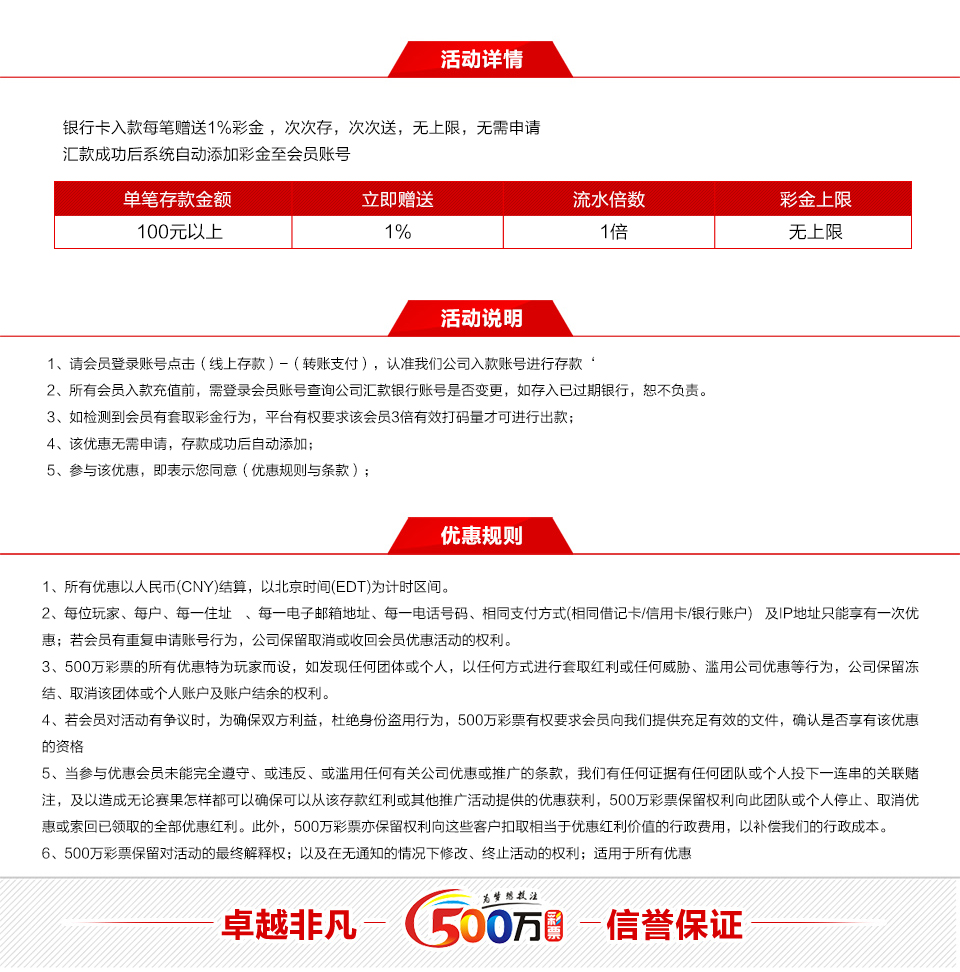 活动详情
银行卡入款每笔赠送1%彩金 ，次次存，次次送，无上限，无需申请
汇款成功后系统自动添加彩金至会员账号
单笔存款金额 立即赠送 流水倍数 彩金上限
100元以上 1% 1倍 无上限
活动说明
1、请会员登录账号点击（线上存款）-（转账支付），认准我们公司入款账号进行存款‘
2、所有会员入款充值前，需登录会员账号查询公司汇款银行账号是否变更，如存入已过期银行，恕不负责。
3、如检测到会员有套取彩金行为，平台有权要求该会员3倍有效打码量才可进行出款；
4、该优惠无需申请，存款成功后自动添加；
5、参与该优惠，即表示您同意（优惠规则与条款）；
优惠规则
1、所有优惠以人民币(CNY)结算，以北京时间(EDT)为计时区间。
2、每位玩家、每户、每一住址 、每一电子邮箱地址、每一电话号码、相同支付方式(相同借记卡/信用卡/银行账户) 及IP地址只能享有一次优
惠；若会员有重复申请账号行为，公司保留取消或收回会员优惠活动的权利。
3、500万彩票的所有优惠特为玩家而设，如发现任何团体或个人，以任何方式进行套取红利或任何威胁、滥用公司优惠等行为，公司保留冻
结、取消该团体或个人账户及账户结余的权利。
4、若会员对活动有争议时，为确保双方利益，杜绝身份盗用行为，500万彩票有权要求会员向我们提供充足有效的文件，确认是否享有该优惠
的资格
5、当参与优惠会员未能完全遵守、或违反、或滥用任何有关公司优惠或推广的条款，我们有任何证据有任何团队或个人投下一连串的关联赌
注，及以造成无论赛果怎样都可以确保可以从该存款红利或其他推广活动提供的优惠获利，500万彩票保留权利向此团队或个人停止、取消优
惠或索回已领取的全部优惠红利。此外，500万彩票亦保留权利向这些客户扣取相当于优惠红利价值的行政费用，以补偿我们的行政成本。
6、500万彩票保留对活动的最终解释权；以及在无通知的情况下修改、终止活动的权利；适用于所有优惠
为梦想投注
卓越非凡 500万彩票 信誉保证